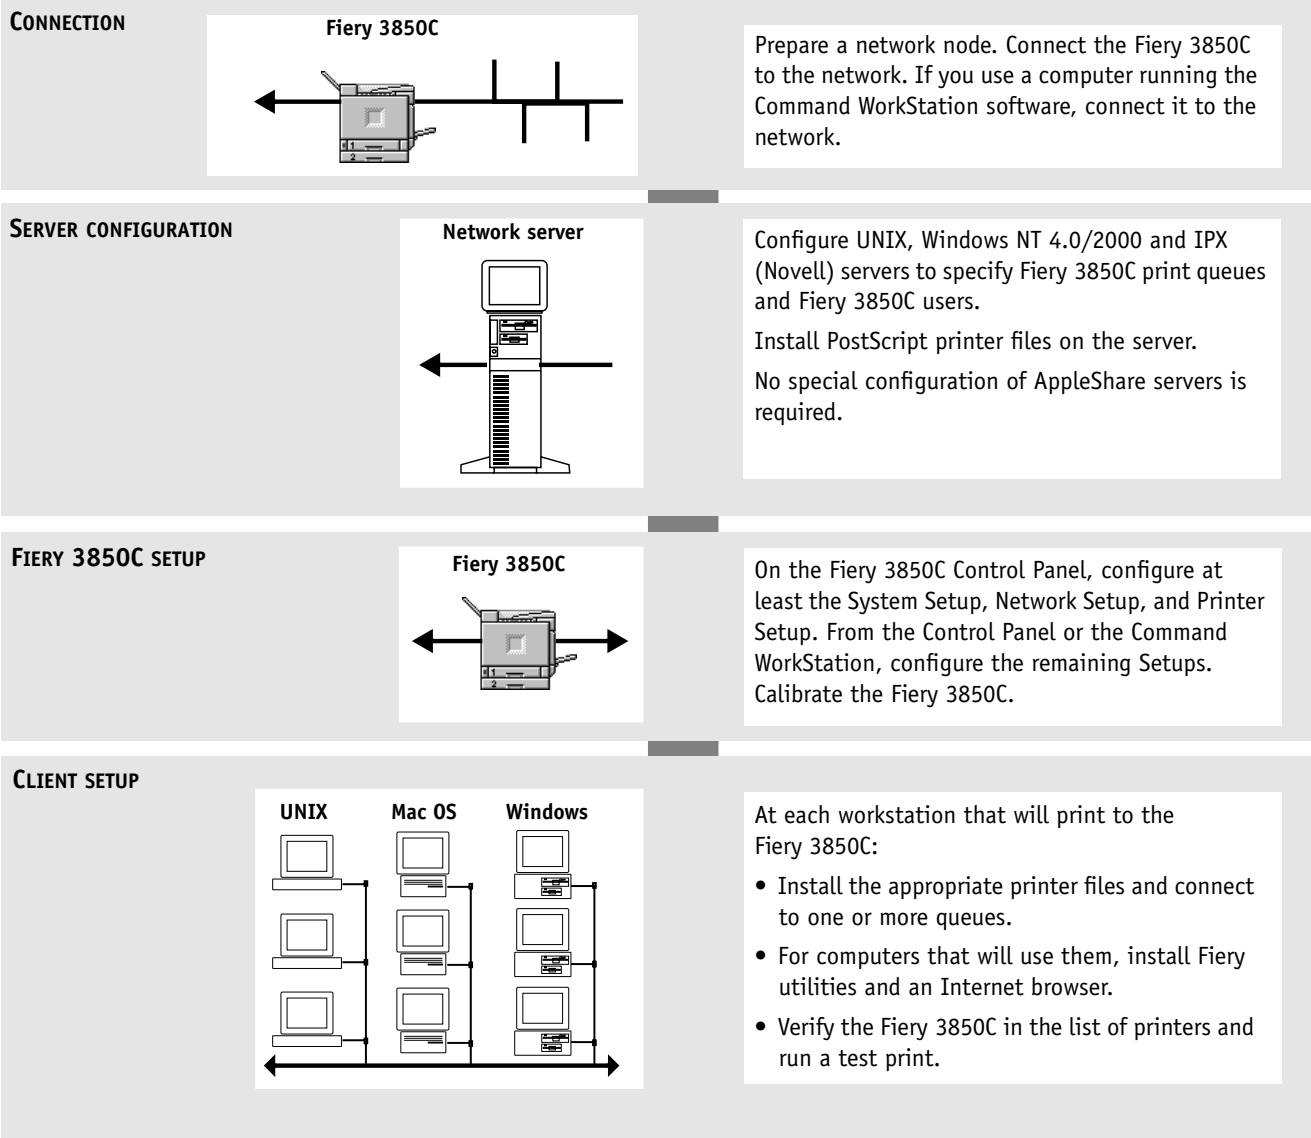 CONNECTION
Fiery 3850C
1
2
Prepare a network node. Connect the Fiery 3850C
to the network. If you use a computer running the
Command WorkStation software, connect it to the
network.
SERVER CONFIGURATION
Network server
Configure UNIX, Windows NT 4.0/2000 and IPX
(Novell) servers to specify Fiery 3850C print queues
and Fiery 3850C users.
Install PostScript printer files on the server.
No special configuration of AppleShare servers is
required.
FIERY 3850C SETUP
Fiery 3850C
1
2
On the Fiery 3850C Control Panel, configure at
least the System Setup, Network Setup, and Printer
Setup. From the Control Panel or the Command
WorkStation, configure the remaining Setups.
Calibrate the Fiery 3850C.
CLIENT SETUP
UNIX Mac OS Windows
At each workstation that will print to the
Fiery 3850C:
• Install the appropriate printer files and connect
to one or more queues.
• For computers that will use them, install Fiery
utilities and an Internet browser.
• Verify the Fiery 3850C in the list of printers and
run a test print.